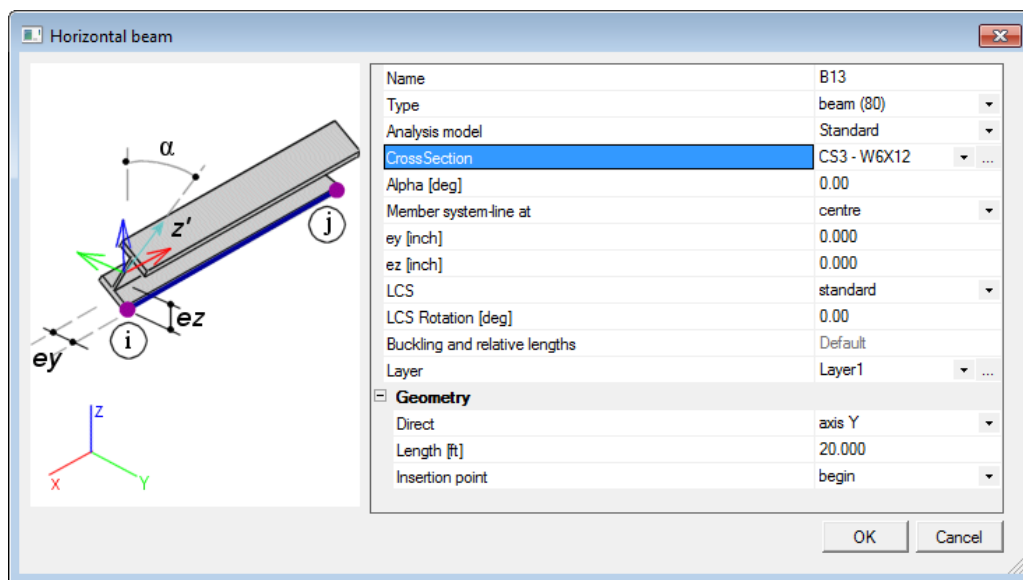 Horizontal beam
α
z'
j
ez
i
ey
Z
X
Y
Name B13
Type beam (80)
Analysis model Standard
CrossSection CS3 - W6X12 ...
Alpha [deg] 0.00
Member system-line at centre
ey [inch] 0.000
ez [inch] 0.000
LCS standard
LCS Rotation [deg] 0.00
Buckling and relative lengths Default
Layer Layer1 ...
Geometry
Direct axis Y
Length [ft] 20.000
Insertion point begin
OK Cancel